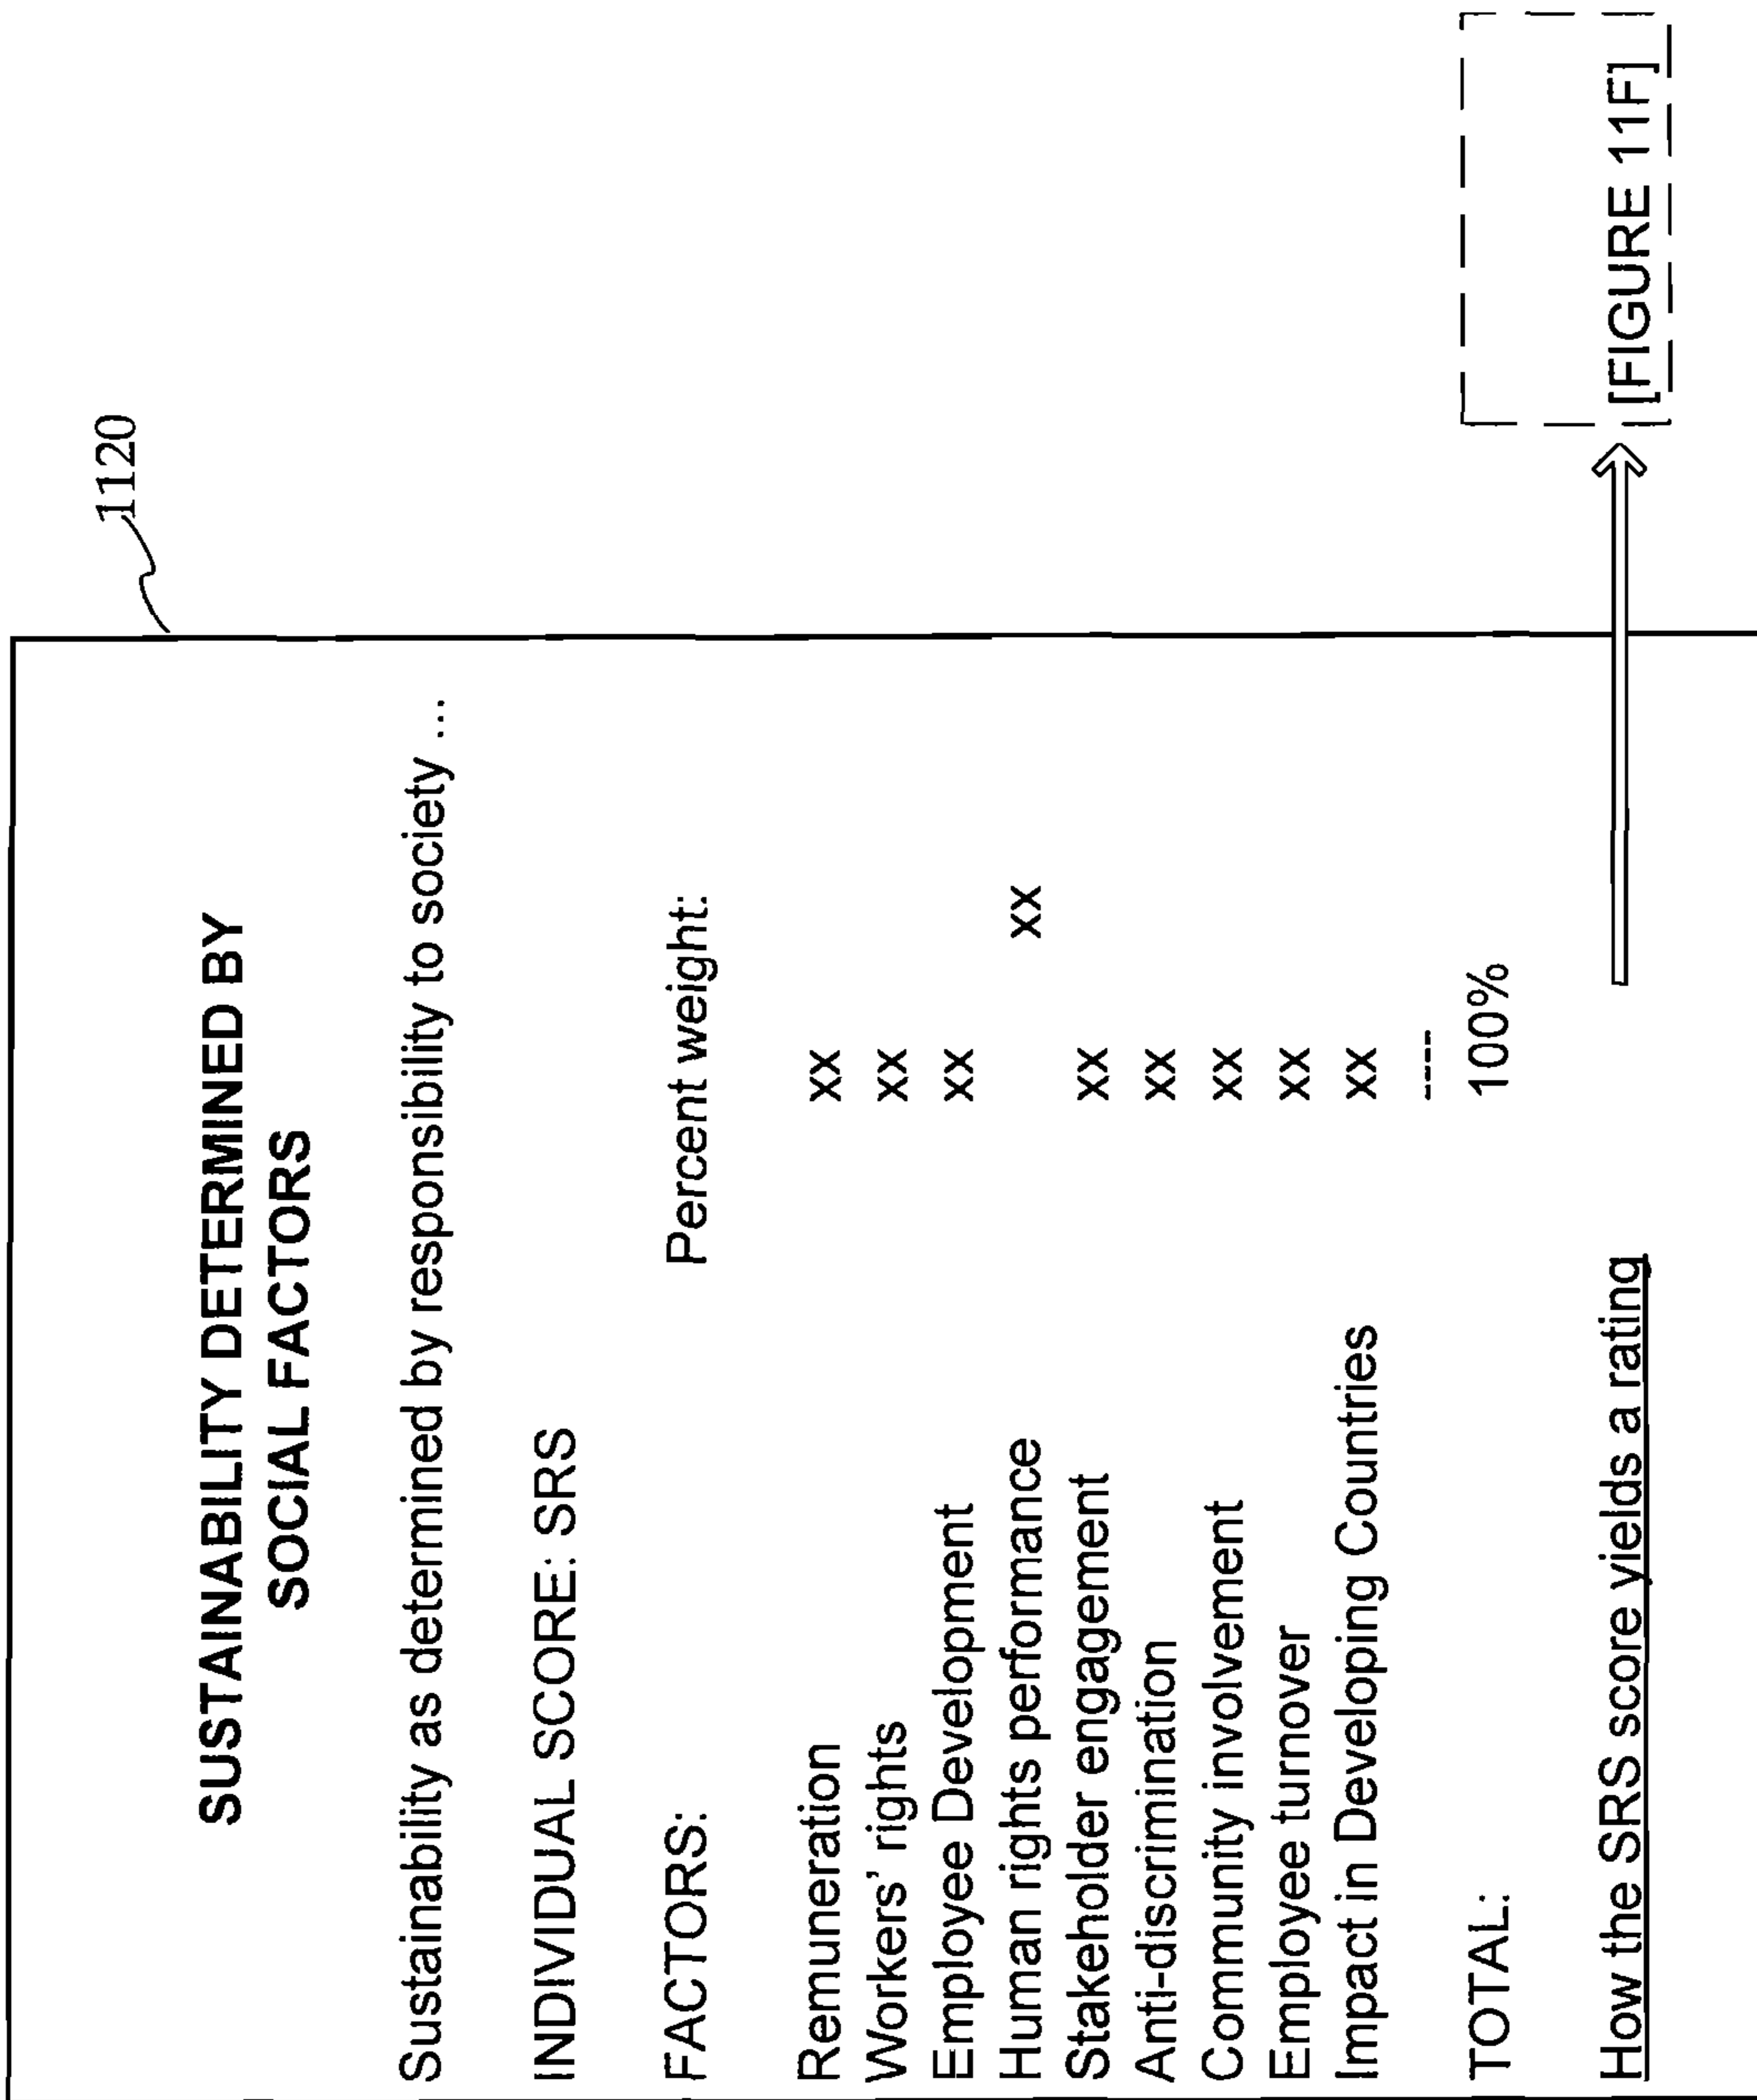 1120
SUSTAINABILITY DETERMINED BY
SOCIAL FACTORS
Sustainability as determined by responsibility to society ...
INDIVIDUAL SCORE: SRS
FACTORS: Percent weight:
Remuneration xx
Workers' rights xx
Employee Development xx
Human rights performance xx
Stakeholder engagement xx
Anti-discrimination xx
Community involvement xx
Employee turnover xx
Impact in Developing Countries xx
----
TOTAL: 100%
How the SRS score yields a rating
[FIGURE 11F]